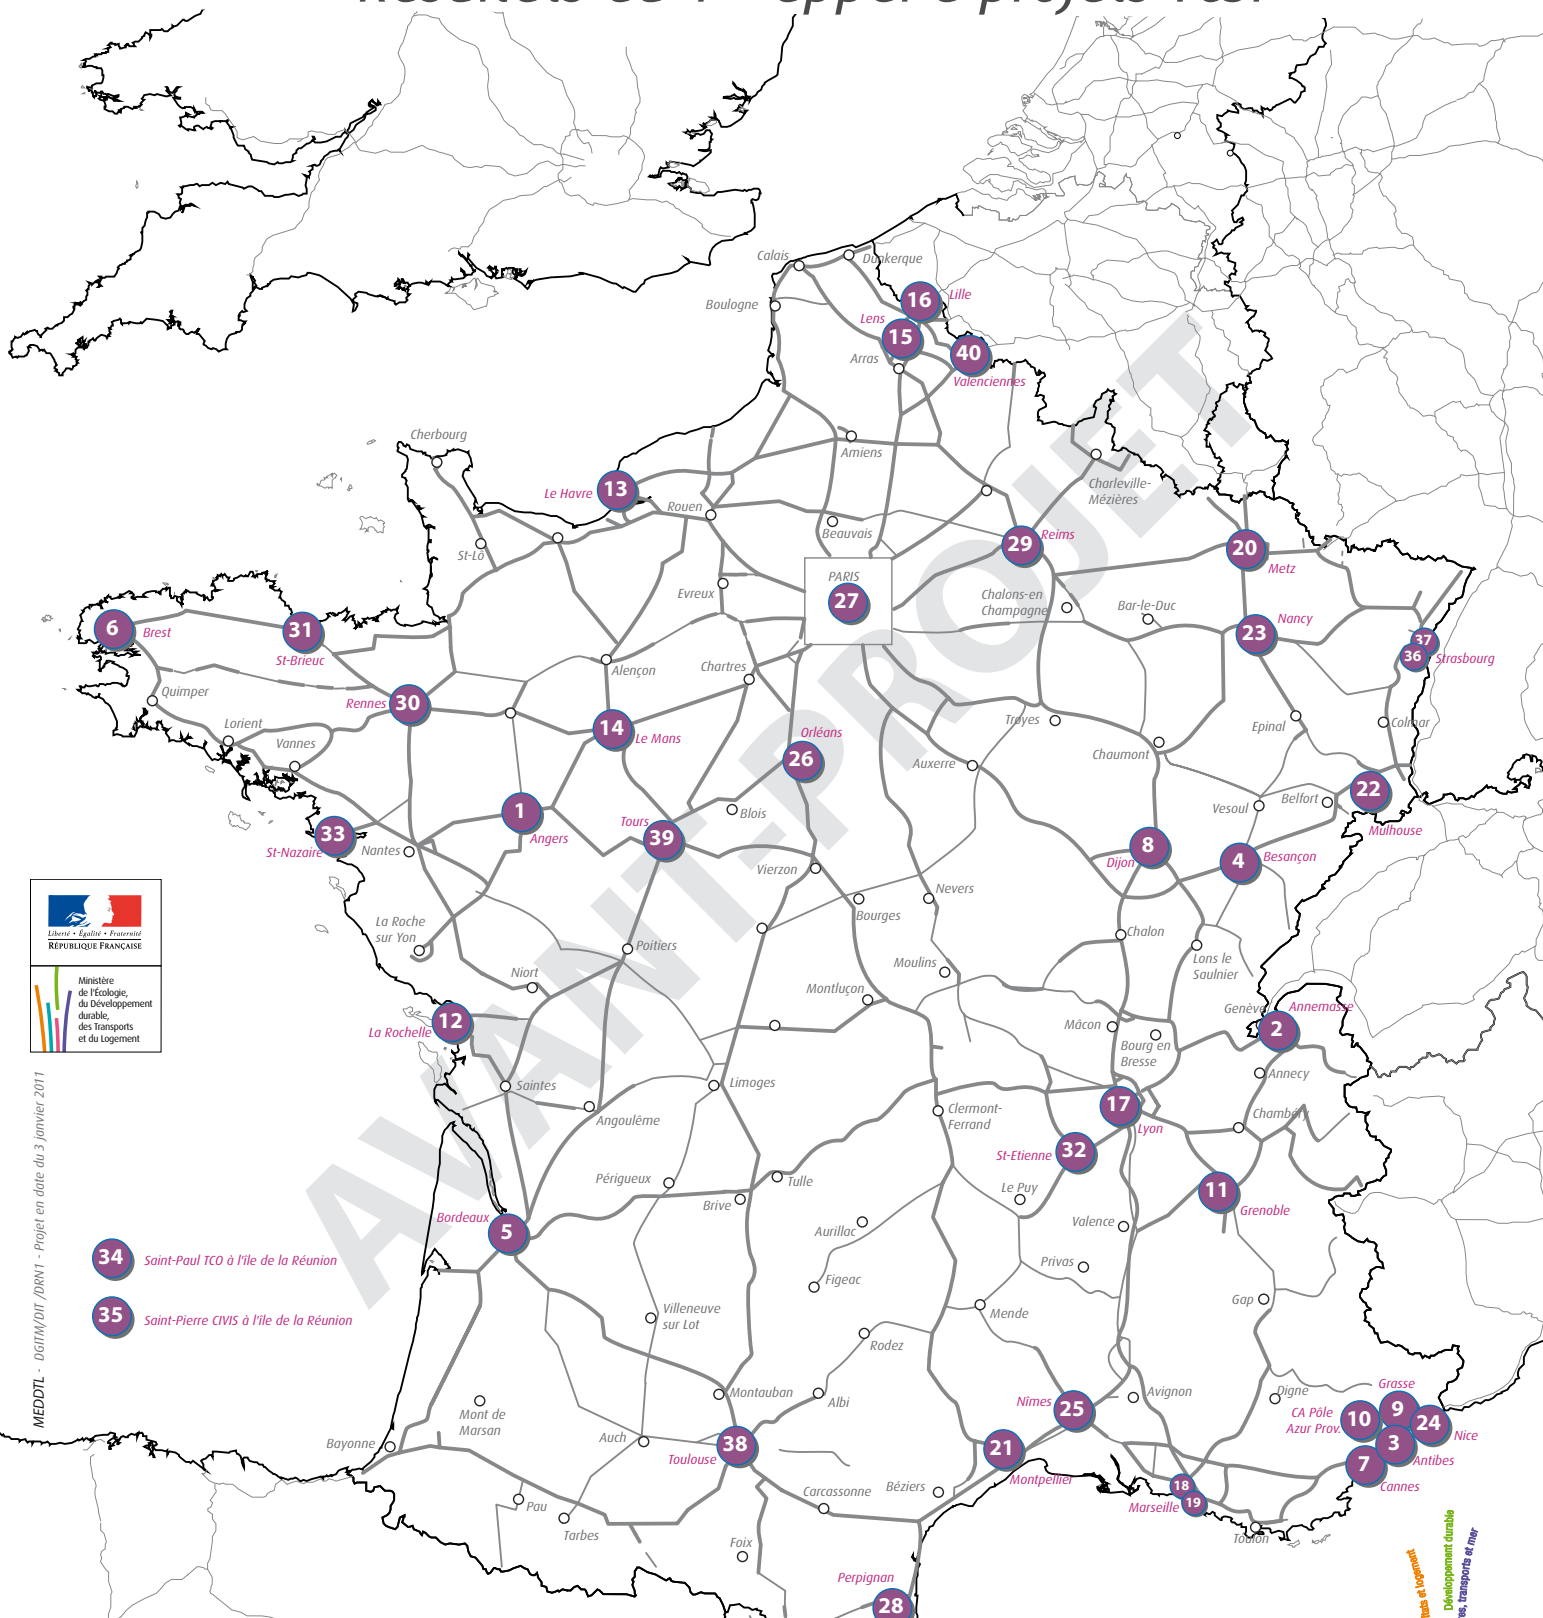 Calais
Dunkerque
Boulogne
16
Lille
Lens
15
40
Arras
Valenciennes
Cherbourg
Amiens
Charleville-
Mézières
Le Havre
13
Rouen
Beauvais
St-Lô
29
Reims
20
Metz
PARIS
27
Evreux
Chalons-en
Champagne
Bar-le-Duc
6
Brest
31
St-Brieuc
23
Nancy
37
36
Strasbourg
Alençon
Chartres
Quimper
Rennes
30
Lorient
Vannes
14
Le Mans
Orléans
26
Troyes
Chaumont
Epinal
Colmar
Auxerre
22
Mulhouse
Belfort
Vesoul
33
St-Nazaire
Nantes
1
Angers
Tours
39
Blois
8
Dijon
4
Besançon
Vierzon
Bourges
Nevers
Liberté • Égalité • Fraternité
RÉPUBLIQUE FRANÇAISE
Ministère
de l'Écologie,
du Développement
durable,
des Transports
et du Logement
La Roche
sur Yon
Poitiers
Niort
Chalon
Lons le
Saulnier
Moulins
Montluçon
12
La Rochelle
Mâcon
Bourg en
Bresse
Genève
Annemasse
2
Annecy
Saintes
Limoges
Angoulême
Clermont-
Ferrand
17
Lyon
Chambéry
St-Etienne
32
Périgueux
Tulle
Brive
Le Puy
11
Grenoble
Bordeaux
5
Aurillac
Valence
34
Saint-Paul TCO à l'île de la Réunion
35
Saint-Pierre CIVIS à l'île de la Réunion
Privas
Figeac
Villeneuve
sur Lot
Mende
Gap
Rodez
MEDDTL - DGITM/DIT /DRN1 - Projet en date du 3 janvier 2011
Montauban
Albi
Nîmes
25
Avignon
Digne
Grasse
9
CA Pôle
Azur Prov.
10
24
Nice
3
Antibes
7
Cannes
Mont de
Marsan
Bayonne
Auch
38
Toulouse
21
Montpellier
Carcassonne
Béziers
18
19
Marseille
Toulon
Pau
Tarbes
Foix
Perpignan
28
Développement durable
AVANT-PROJET